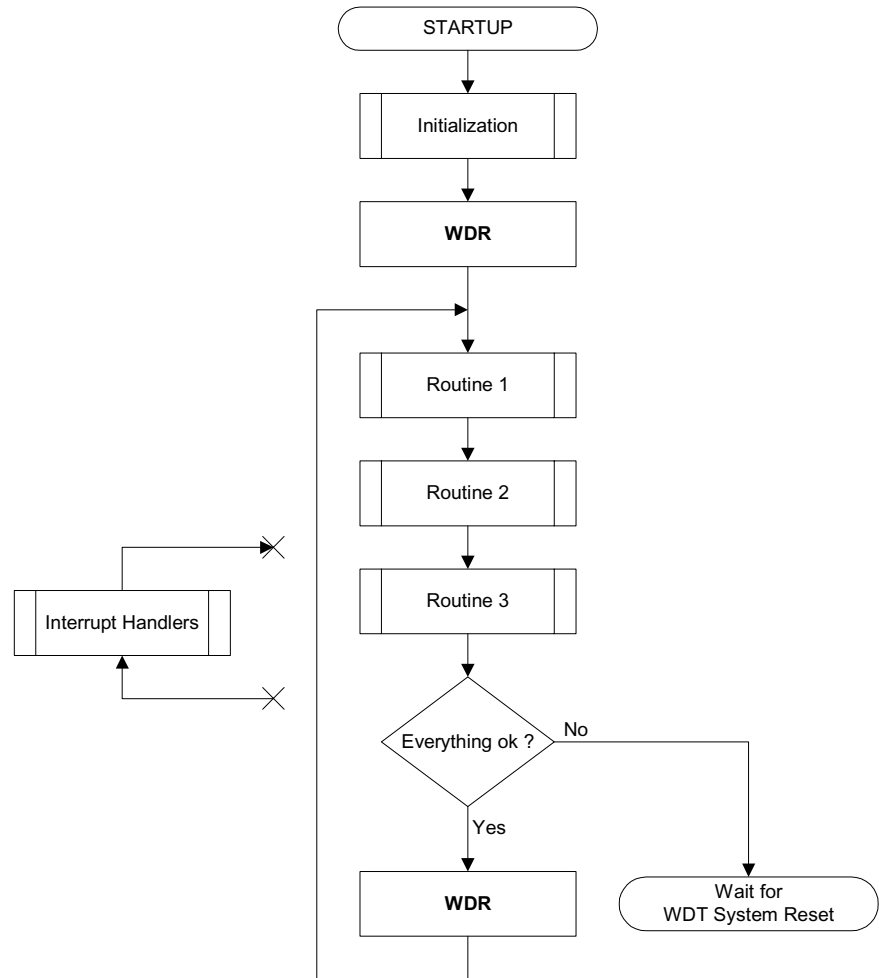 STARTUP
Initialization
WDR
Routine 1
Routine 2
Routine 3
Interrupt Handlers
Everything ok ?
No
Yes
WDR
Wait for
WDT System Reset